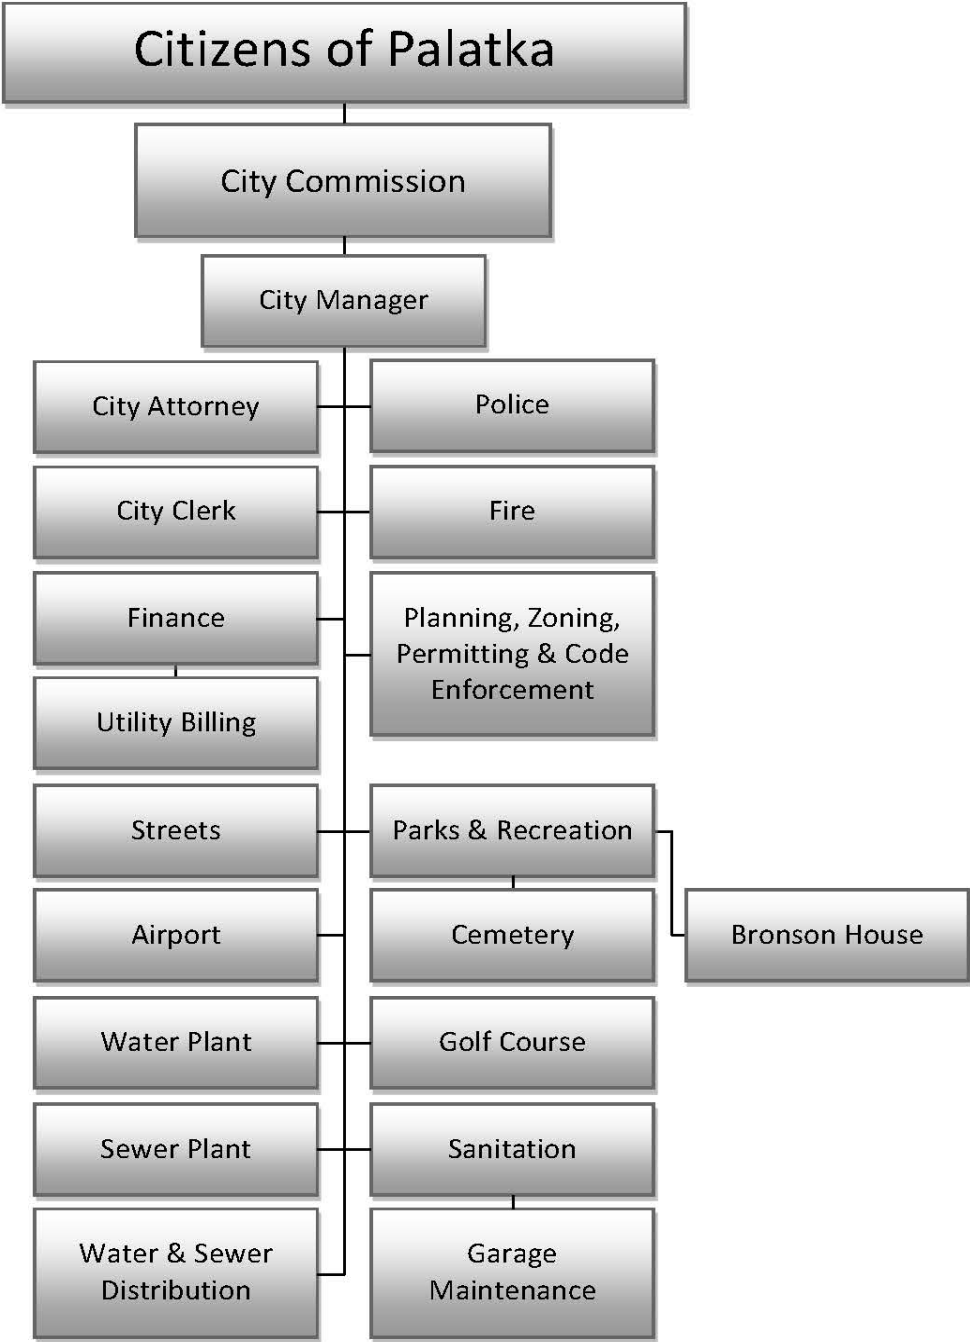 Citizens of Palatka
City Commission
City Manager
City Attorney
Police
City Clerk
Fire
Finance
Planning, Zoning,
Permitting & Code
Enforcement
Utility Billing
Streets
Parks & Recreation
Airport
Cemetery
Bronson House
Water Plant
Golf Course
Sewer Plant
Sanitation
Water & Sewer
Distribution
Garage
Maintenance